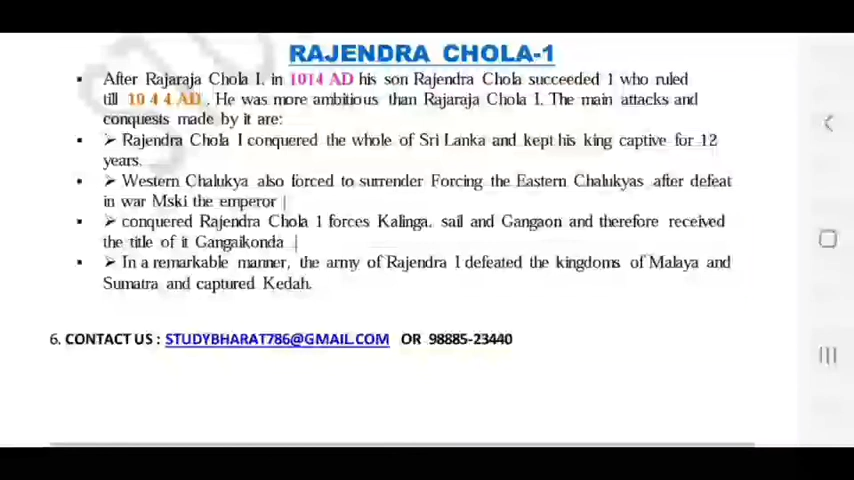 RAJENDRA CHOLA-1
▪ After Rajaraja Chola I, in 1014 AD his son Rajendra Chola succeeded 1 who ruled
till 10 4 4 AD . He was more ambitious than Rajaraja Chola I. The main attacks and
conquests made by it are:
▪ ➢ Rajendra Chola I conquered the whole of Sri Lanka and kept his king captive for 12
years.
▪ ➢ Western Chalukya also forced to surrender Forcing the Eastern Chalukyas after defeat
in war Mski the emperor |
▪ ➢ conquered Rajendra Chola 1 forces Kalinga, sail and Gangaon and therefore received
the title of it Gangaikonda |
▪ ➢ In a remarkable manner, the army of Rajendra I defeated the kingdoms of Malaya and
Sumatra and captured Kedah.
6. CONTACT US : STUDYBHARAT786@GMAIL.COM OR 98885-23440